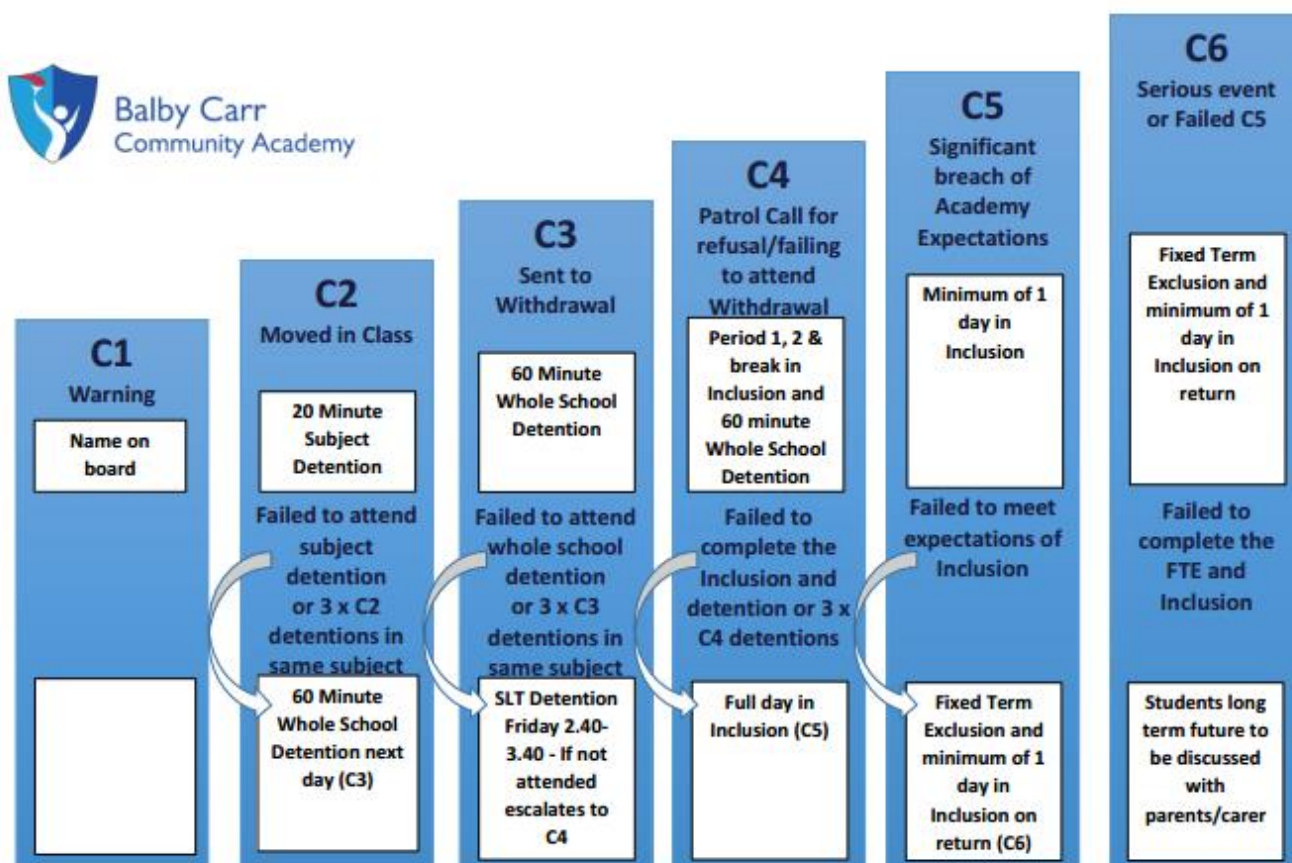 Balby Carr
Community Academy
C1
Warning
Name on
board
C2
Moved in Class
20 Minute
Subject
Detention
Failed to attend
subject
detention
or 3 x C2
detentions in
same subject
60 Minute
Whole School
Detention next
day (C3)
C3
Sent to
Withdrawal
60 Minute
Whole School
Detention
Failed to attend
whole school
detention
or 3 x C3
detentions in
same subject
SLT Detention
Friday 2.40-
3.40 - If not
attended
escalates to
C4
C4
Patrol Call for
refusal/failing
to attend
Withdrawal
Period 1, 2 &
break in
Inclusion and
60 minute
Whole School
Detention
Failed to
complete the
Inclusion and
detention or 3 x
C4 detentions
Full day in
Inclusion (C5)
C5
Significant
breach of
Academy
Expectations
Minimum of 1
day in
Inclusion
Failed to meet
expectations of
Inclusion
Fixed Term
Exclusion and
minimum of 1
day in
Inclusion on
return (C6)
C6
Serious event
or Failed C5
Fixed Term
Exclusion and
minimum of 1
day in
Inclusion on
return
Failed to
complete the
FTE and
Inclusion
Students long
term future to
be discussed
with
parents/carer